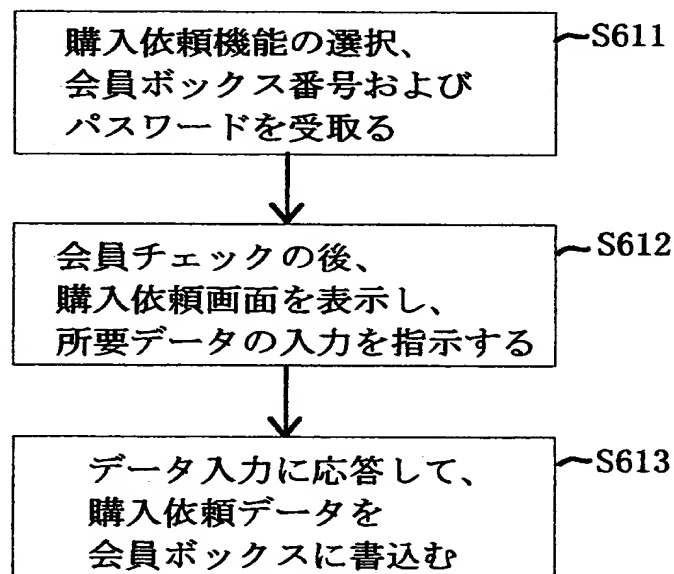 購入依頼機能の選択、
会員ボックス番号および
パスワードを受取る
S611
会員チェックの後、
購入依頼画面を表示し、
所要データの入力を指示する
S612
データ入力に応答して、
購入依頼データを
会員ボックスに書込む
S613